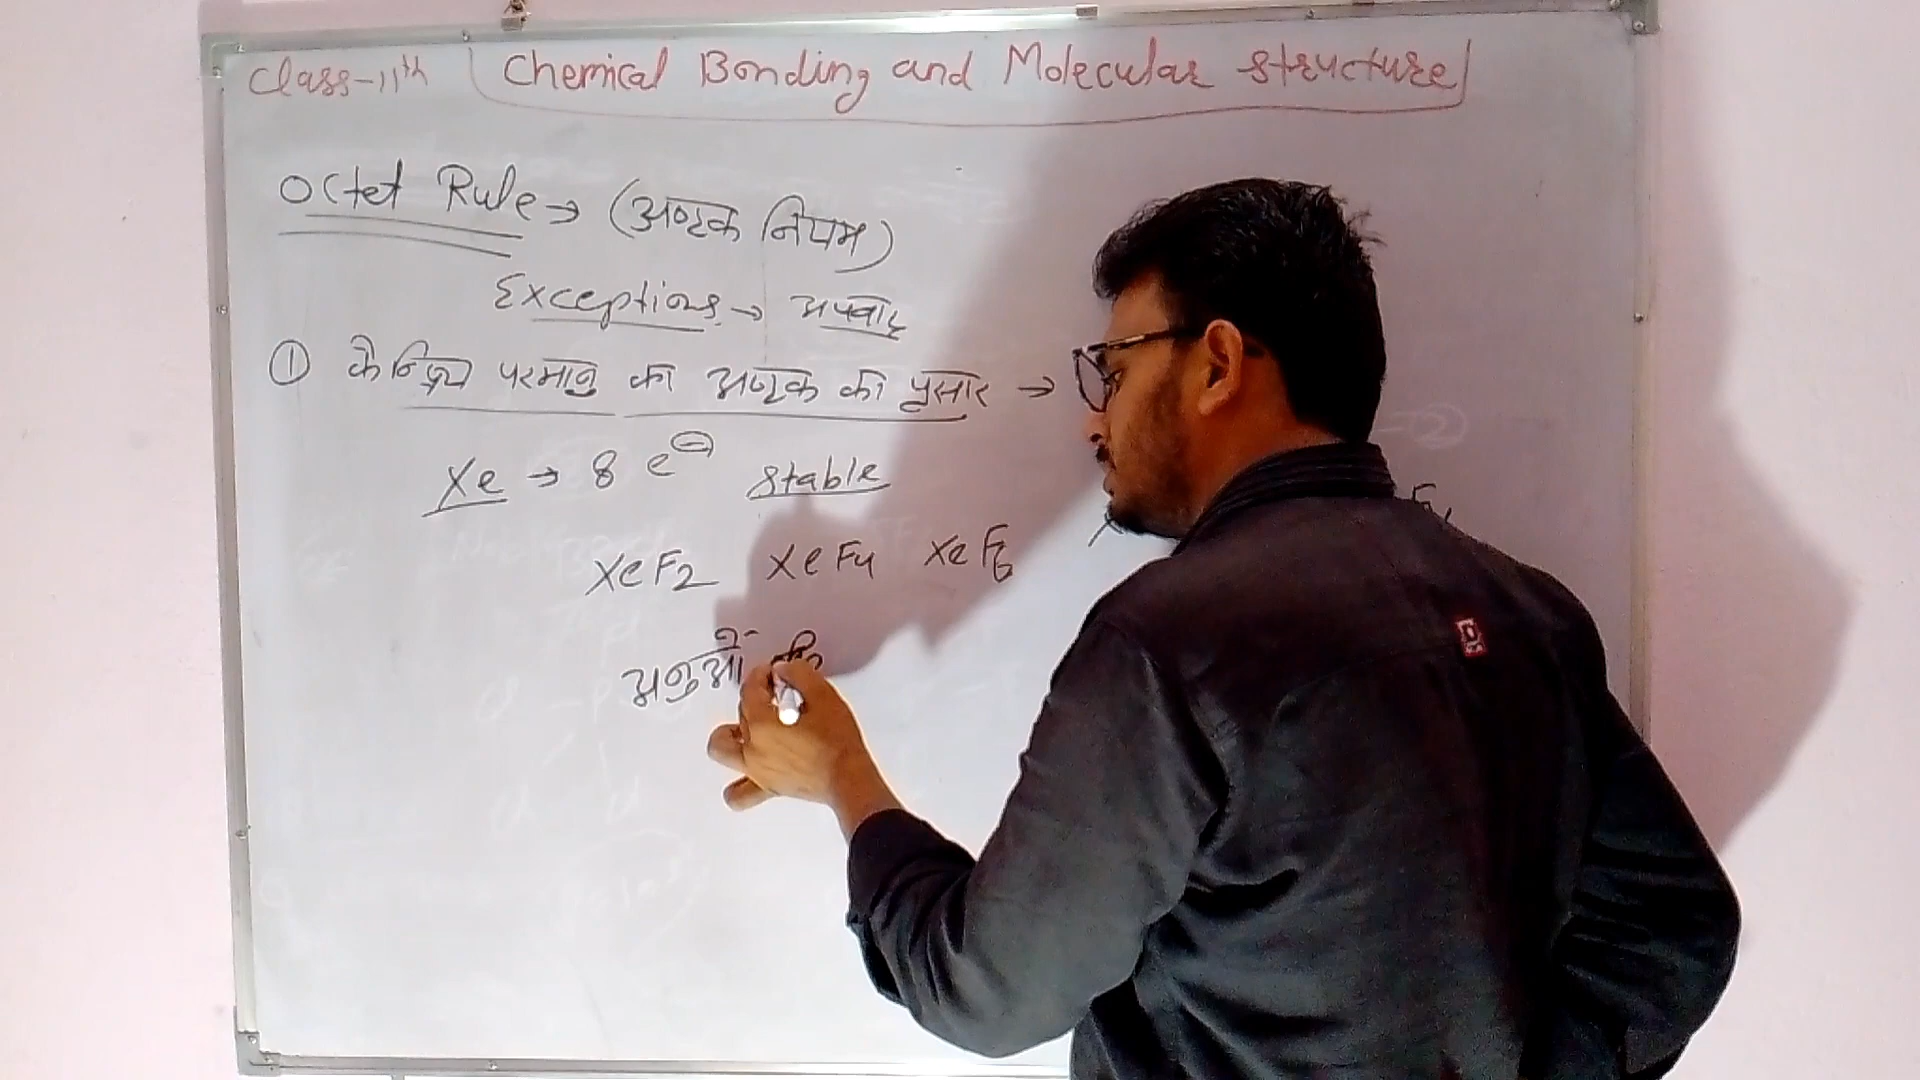 Class-11th Chemical Bonding and Molecular structure
Octet Rule → (अष्टक नियम)
Exceptions → अपवाद
① केन्द्रिय परमाणु का अष्टक का प्रसार →
Xe → 8 e⊖ stable
XeF2 XeF4 XeF6
अणुओं